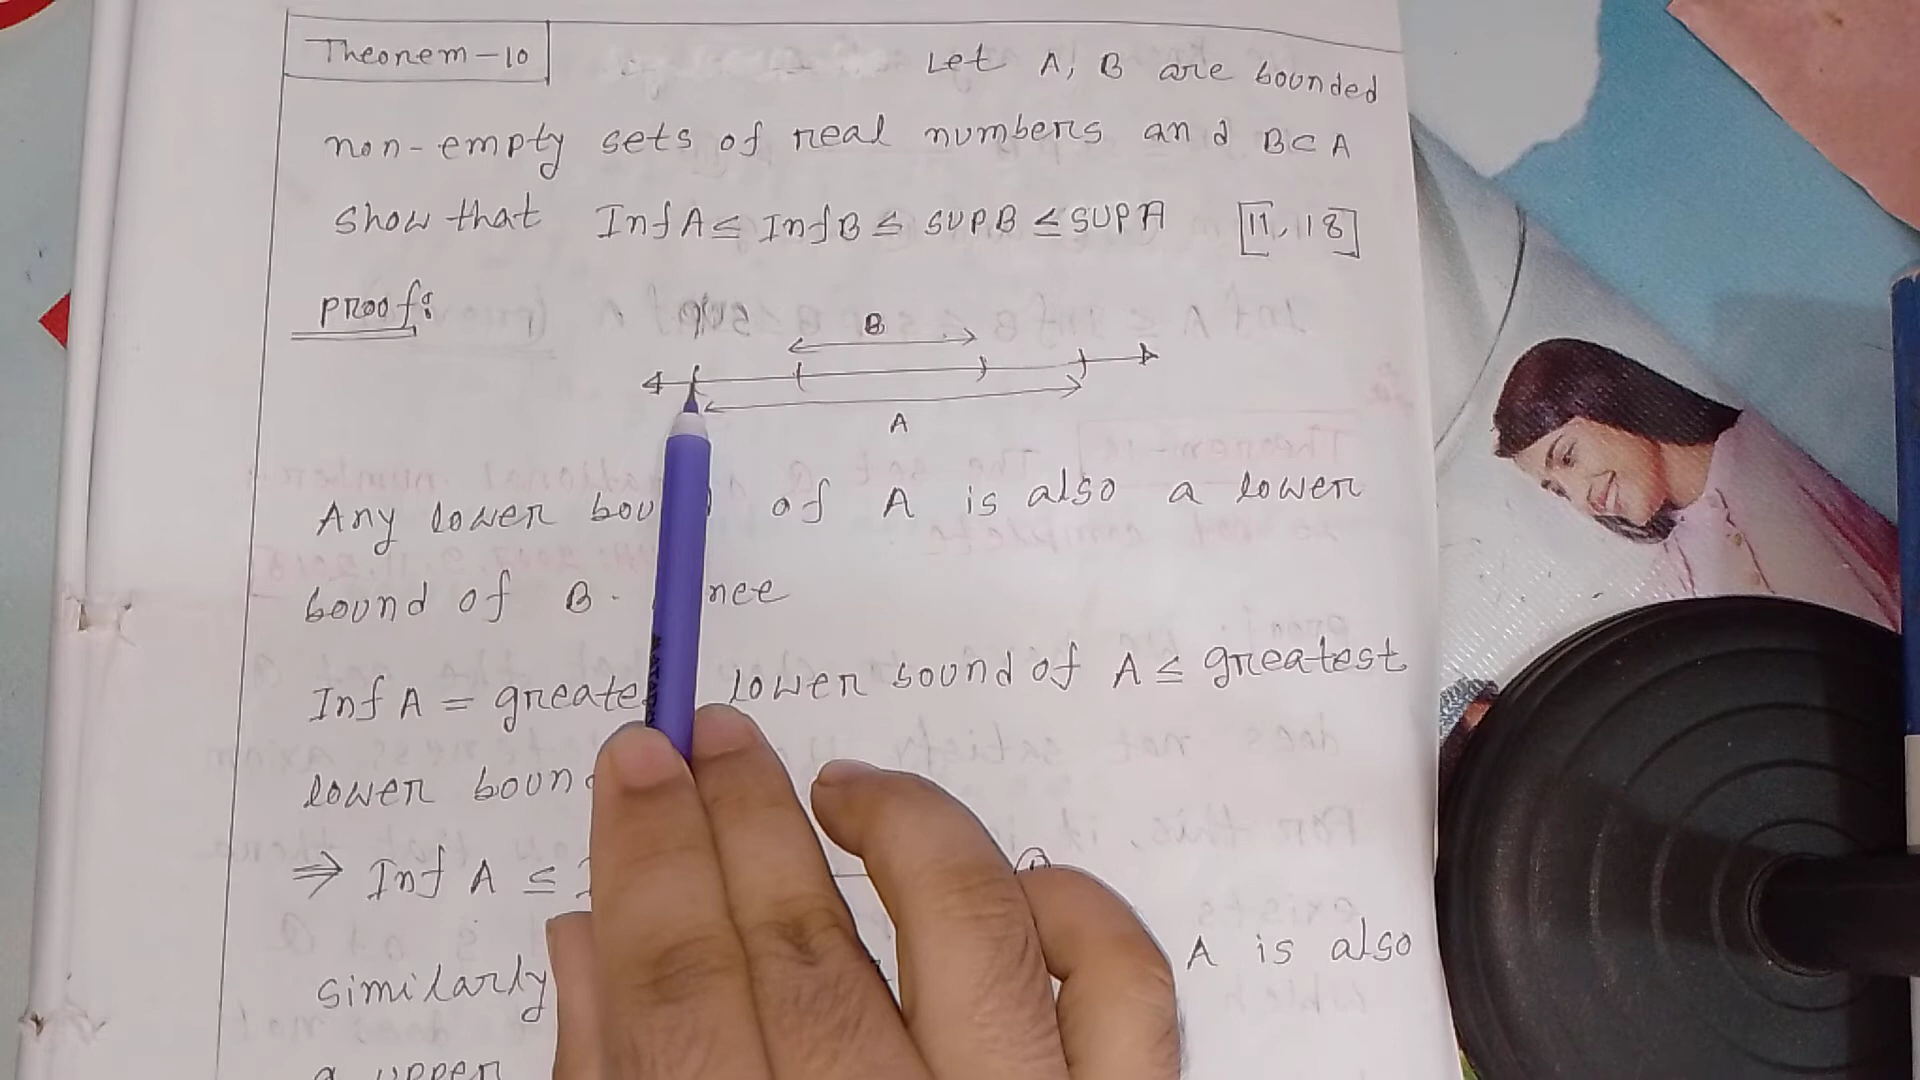 Theorem-10 Let A, B are bounded
non-empty sets of real numbers and B⊂A
show that Inf A ≤ Inf B ≤ SUP B ≤ SUP A [11, 18]
proof:
B
A
Any lower bou of A is also a lower
bound of B. nce
Inf A = greate lower bound of A ≤ greatest
lower boun
⇒ Inf A ≤
similarly A is also
a upper